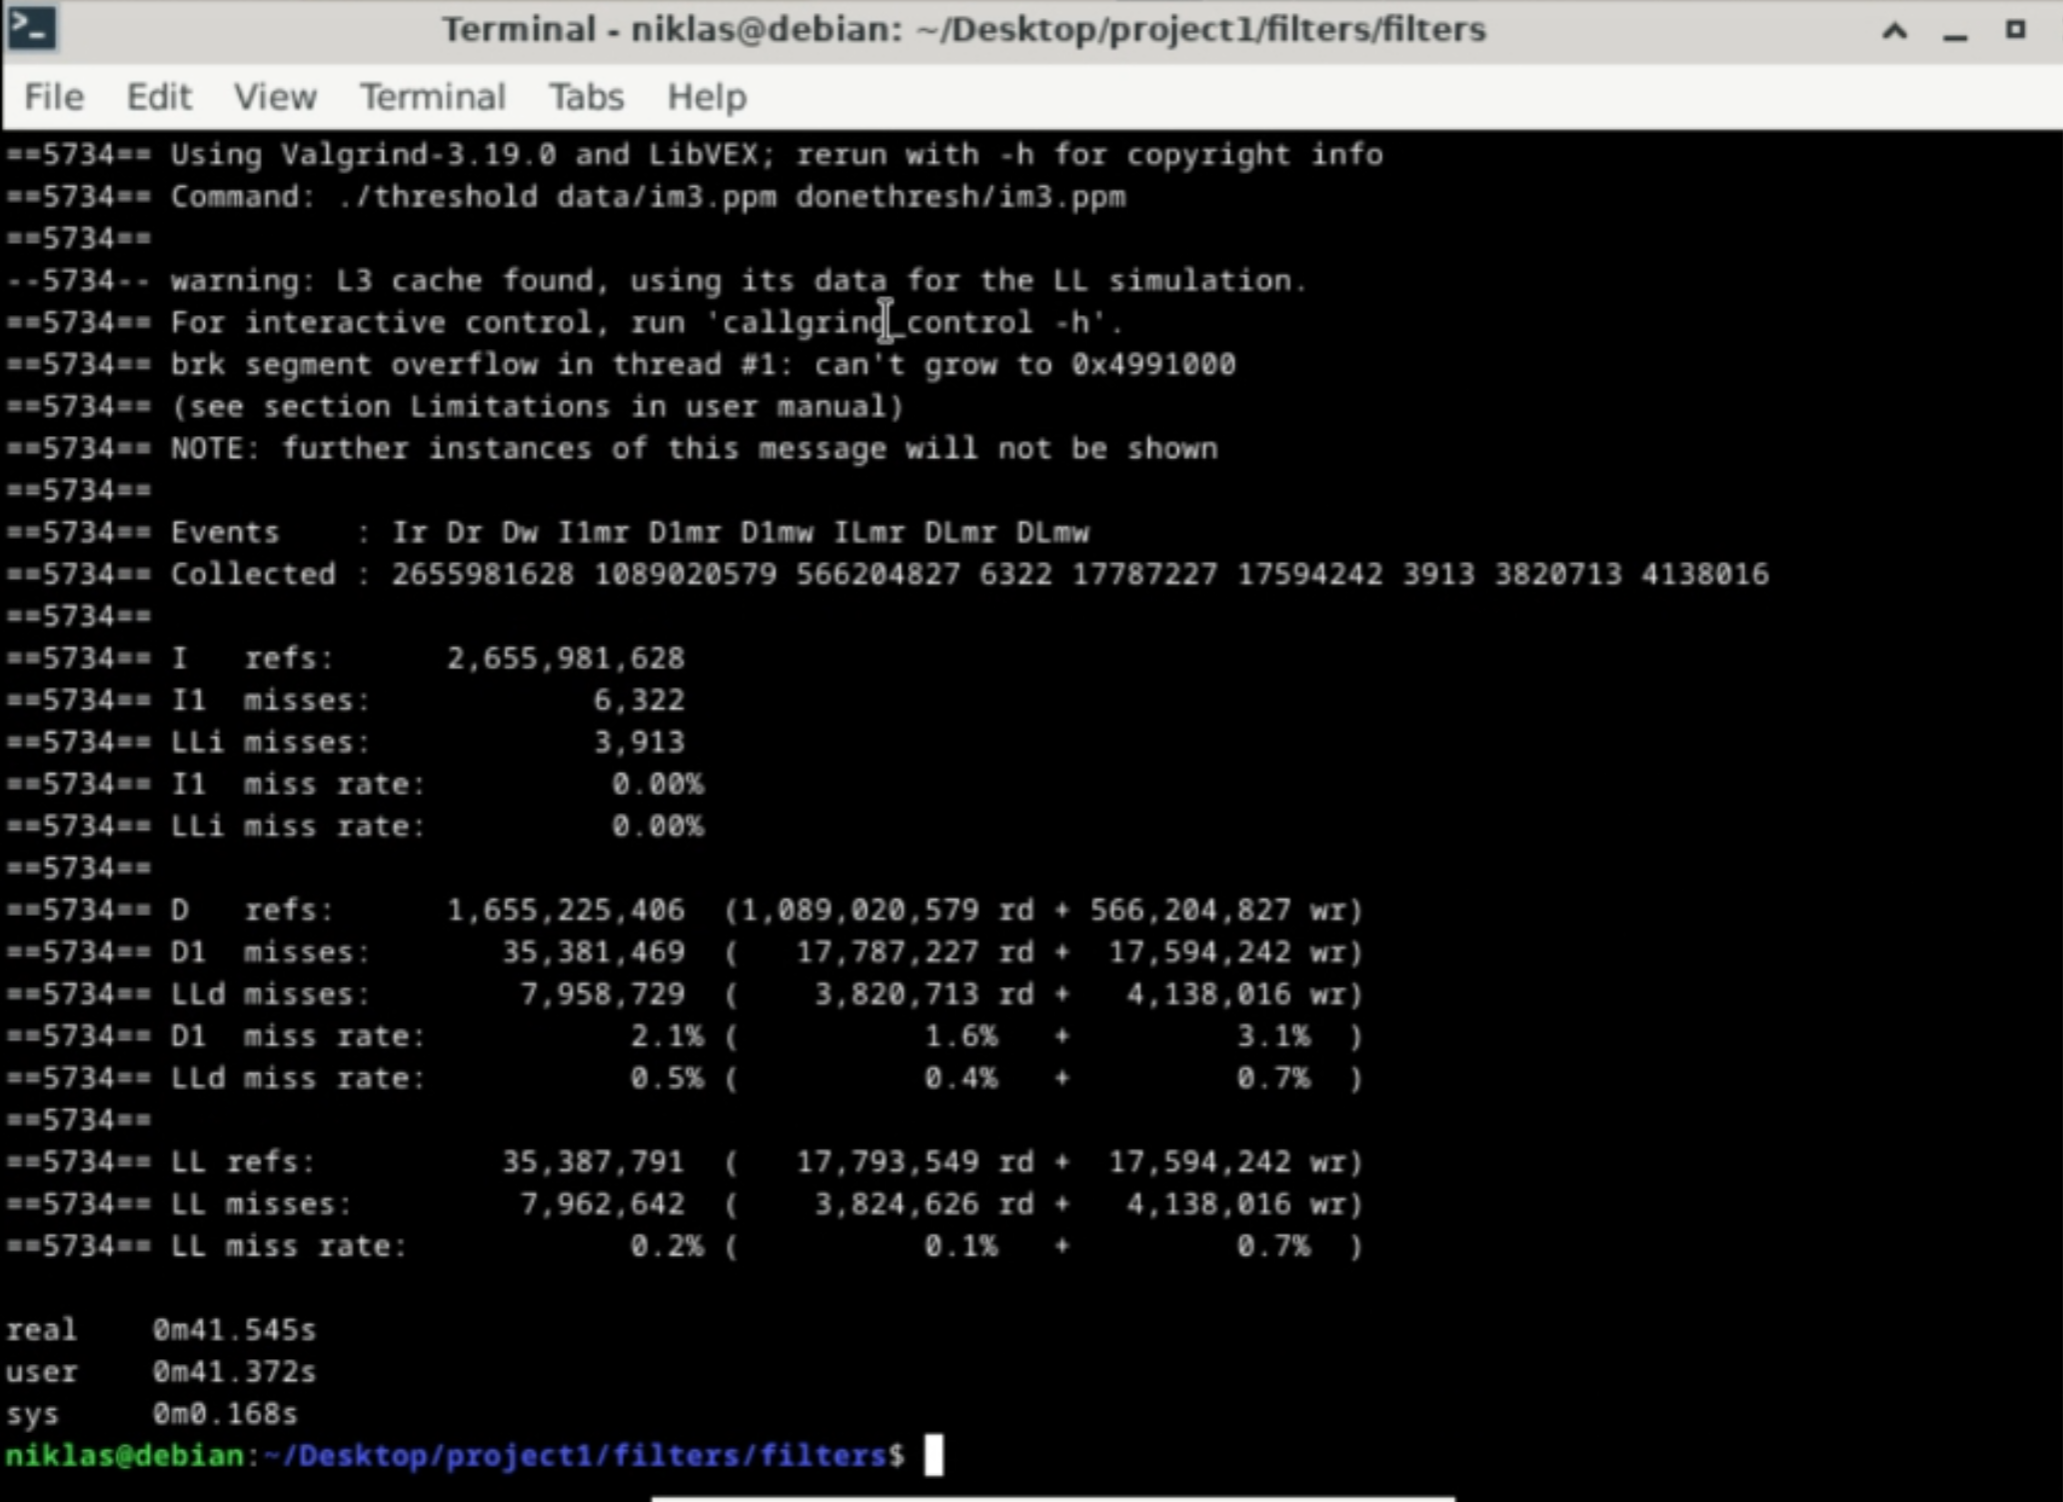 Terminal - niklas@debian: ~/Desktop/project1/filters/filters
File Edit View Terminal Tabs Help
==5734== Using Valgrind-3.19.0 and LibVEX; rerun with -h for copyright info
==5734== Command: ./threshold data/im3.ppm donethresh/im3.ppm
==5734==
--5734-- warning: L3 cache found, using its data for the LL simulation.
==5734== For interactive control, run 'callgrind_control -h'.
==5734== brk segment overflow in thread #1: can't grow to 0x4991000
==5734== (see section Limitations in user manual)
==5734== NOTE: further instances of this message will not be shown
==5734==
==5734== Events    : Ir Dr Dw I1mr D1mr D1mw ILmr DLmr DLmw
==5734== Collected : 2655981628 1089020579 566204827 6322 17787227 17594242 3913 3820713 4138016
==5734==
==5734== I   refs:      2,655,981,628
==5734== I1  misses:            6,322
==5734== LLi misses:            3,913
==5734== I1  miss rate:          0.00%
==5734== LLi miss rate:          0.00%
==5734==
==5734== D   refs:      1,655,225,406  (1,089,020,579 rd + 566,204,827 wr)
==5734== D1  misses:       35,381,469  (   17,787,227 rd +  17,594,242 wr)
==5734== LLd misses:        7,958,729  (    3,820,713 rd +   4,138,016 wr)
==5734== D1  miss rate:           2.1% (          1.6%   +         3.1%  )
==5734== LLd miss rate:           0.5% (          0.4%   +         0.7%  )
==5734==
==5734== LL refs:          35,387,791  (   17,793,549 rd +  17,594,242 wr)
==5734== LL misses:         7,962,642  (    3,824,626 rd +   4,138,016 wr)
==5734== LL miss rate:            0.2% (          0.1%   +         0.7%  )
real    0m41.545s
user    0m41.372s
sys     0m0.168s
niklas@debian:~/Desktop/project1/filters/filters$